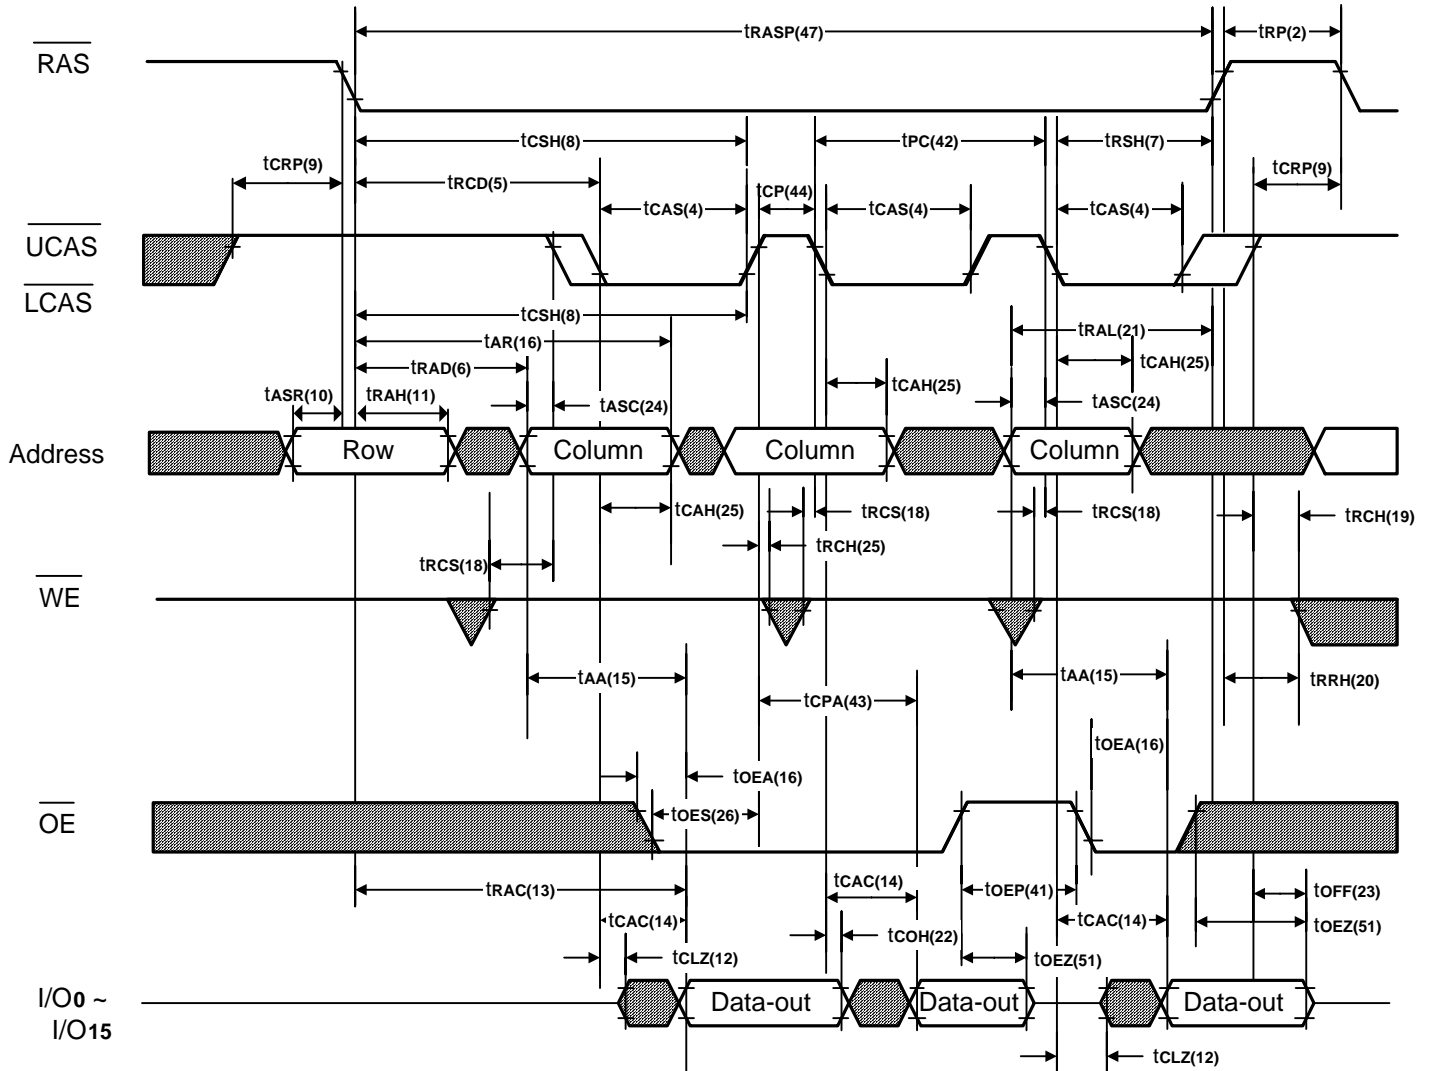 tRASP(47)
tRP(2)
RAS
tCSH(8)
tPC(42)
tRSH(7)
tCRP(9)
tCRP(9)
tRCD(5)
tCAS(4)
tCP(44)
tCAS(4)
tCAS(4)
UCAS
LCAS
tCSH(8)
tRAL(21)
tAR(16)
tRAD(6)
tCAH(25)
tCAH(25)
tASR(10)
tRAH(11)
tASC(24)
tASC(24)
Address
Row
Column
Column
Column
tCAH(25)
tRCS(18)
tRCS(18)
tRCH(19)
tRCH(25)
tRCS(18)
WE
tAA(15)
tAA(15)
tRRH(20)
tCPA(43)
tOEA(16)
tOEA(16)
OE
tOES(26)
tRAC(13)
tCAC(14)
tOEP(41)
tOFF(23)
tCAC(14)
tCAC(14)
tOEZ(51)
tCOH(22)
tCLZ(12)
tOEZ(51)
I/O0 ~
I/O15
Data-out
Data-out
Data-out
tCLZ(12)